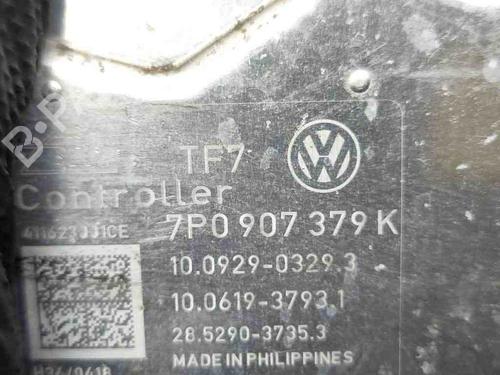 TF7
Controller
7P0 907 379 K
10.0929-0329.3
10.0619-3793.1
28.5290-3735.3
MADE IN PHILIPPINES